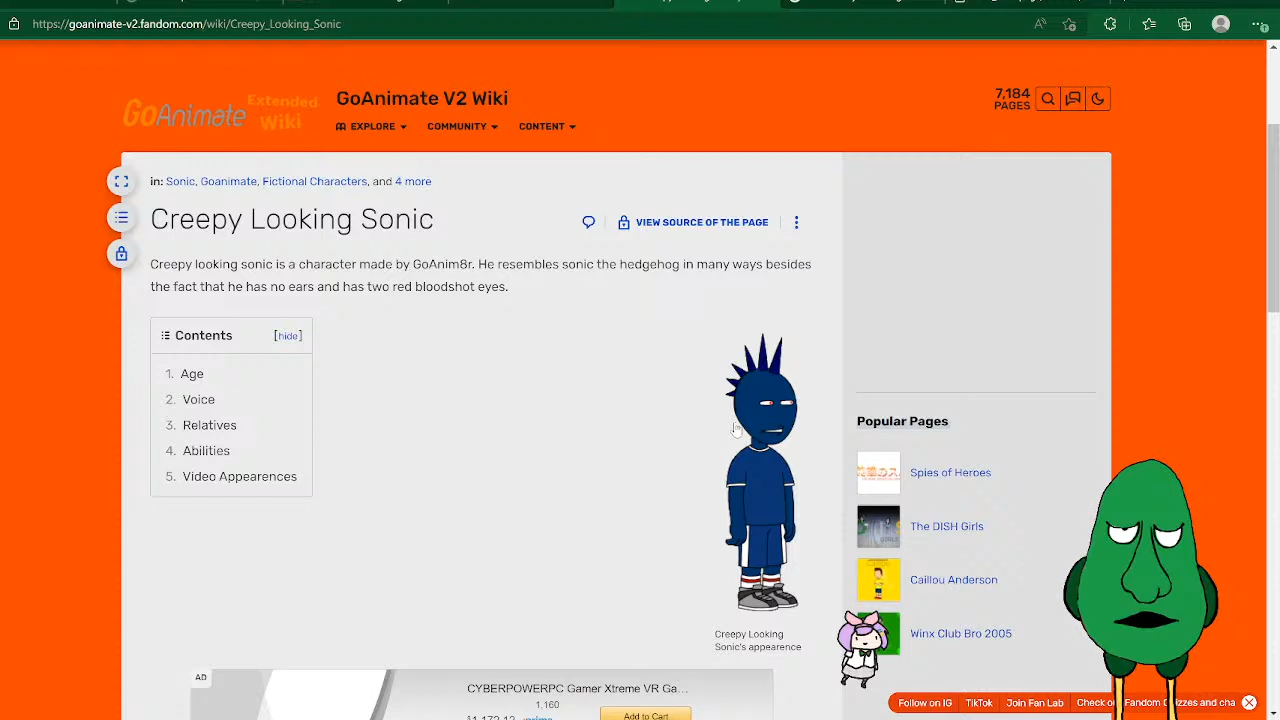 https://goanimate-v2.fandom.com/wiki/Creepy_Looking_Sonic
GoAnimate Extended Wiki
GoAnimate V2 Wiki
EXPLORE COMMUNITY CONTENT
7,184
PAGES
in: Sonic, Goanimate, Fictional Characters, and 4 more
Creepy Looking Sonic
VIEW SOURCE OF THE PAGE
Creepy looking sonic is a character made by GoAnim8r. He resembles sonic the hedgehog in many ways besides
the fact that he has no ears and has two red bloodshot eyes.
Contents [hide]
1. Age
2. Voice
3. Relatives
4. Abilities
5. Video Appearences
Creepy Looking
Sonic's appearence
Popular Pages
Spies of Heroes
The DISH Girls
Caillou Anderson
Winx Club Bro 2005
AD
CYBERPOWERPC Gamer Xtreme VR Ga...
1,160
Add to Cart
Follow on IG TikTok Join Fan Lab Check Fandom